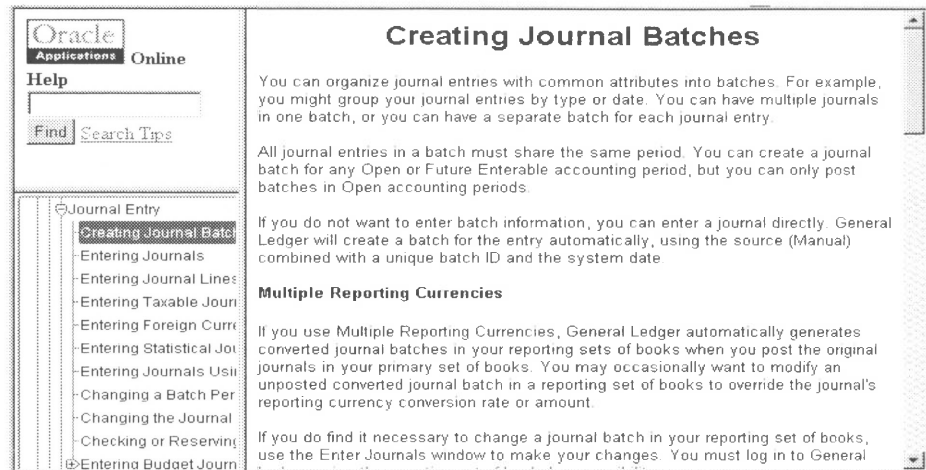 Oracle
Applications Online
Help
Find Search Tips
Journal Entry
Creating Journal Batc
Entering Journals
Entering Journal Lines
Entering Taxable Jour
Entering Foreign Curre
Entering Statistical Jou
Entering Journals Usi
Changing a Batch Per
Changing the Journal
Checking or Reserving
Entering Budget Journ
Creating Journal Batches
You can organize journal entries with common attributes into batches. For example,
you might group your journal entries by type or date. You can have multiple journals
in one batch, or you can have a separate batch for each journal entry.
All journal entries in a batch must share the same period. You can create a journal
batch for any Open or Future Enterable accounting period, but you can only post
batches in Open accounting periods.
If you do not want to enter batch information, you can enter a journal directly. General
Ledger will create a batch for the entry automatically, using the source (Manual)
combined with a unique batch ID and the system date
Multiple Reporting Currencies
If you use Multiple Reporting Currencies, General Ledger automatically generates
converted journal batches in your reporting sets of books when you post the original
journals in your primary set of books. You may occasionally want to modify an
unposted converted journal batch in a reporting set of books to override the journal's
reporting currency conversion rate or amount.
If you do find it necessary to change a journal batch in your reporting set of books,
use the Enter Journals window to make your changes. You must log in to General